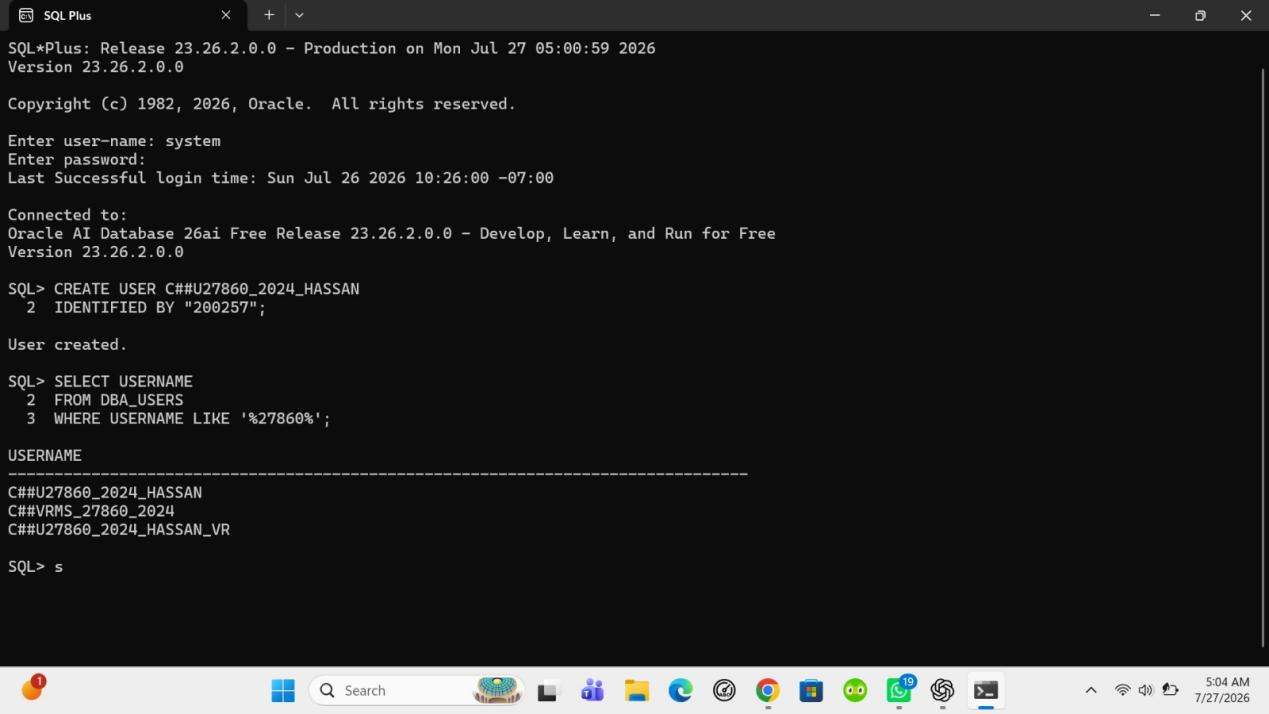 SQL Plus
SQL*Plus: Release 23.26.2.0.0 - Production on Mon Jul 27 05:00:59 2026
Version 23.26.2.0.0
Copyright (c) 1982, 2026, Oracle.  All rights reserved.
Enter user-name: system
Enter password:
Last Successful login time: Sun Jul 26 2026 10:26:00 -07:00
Connected to:
Oracle AI Database 26ai Free Release 23.26.2.0.0 - Develop, Learn, and Run for Free
Version 23.26.2.0.0
SQL> CREATE USER C##U27860_2024_HASSAN
  2  IDENTIFIED BY "200257";
User created.
SQL> SELECT USERNAME
  2  FROM DBA_USERS
  3  WHERE USERNAME LIKE '%27860%';
USERNAME
--------------------------------------------------------------------------------
C##U27860_2024_HASSAN
C##VRMS_27860_2024
C##U27860_2024_HASSAN_VR
SQL> s
1
Search
19
5:04 AM
7/27/2026